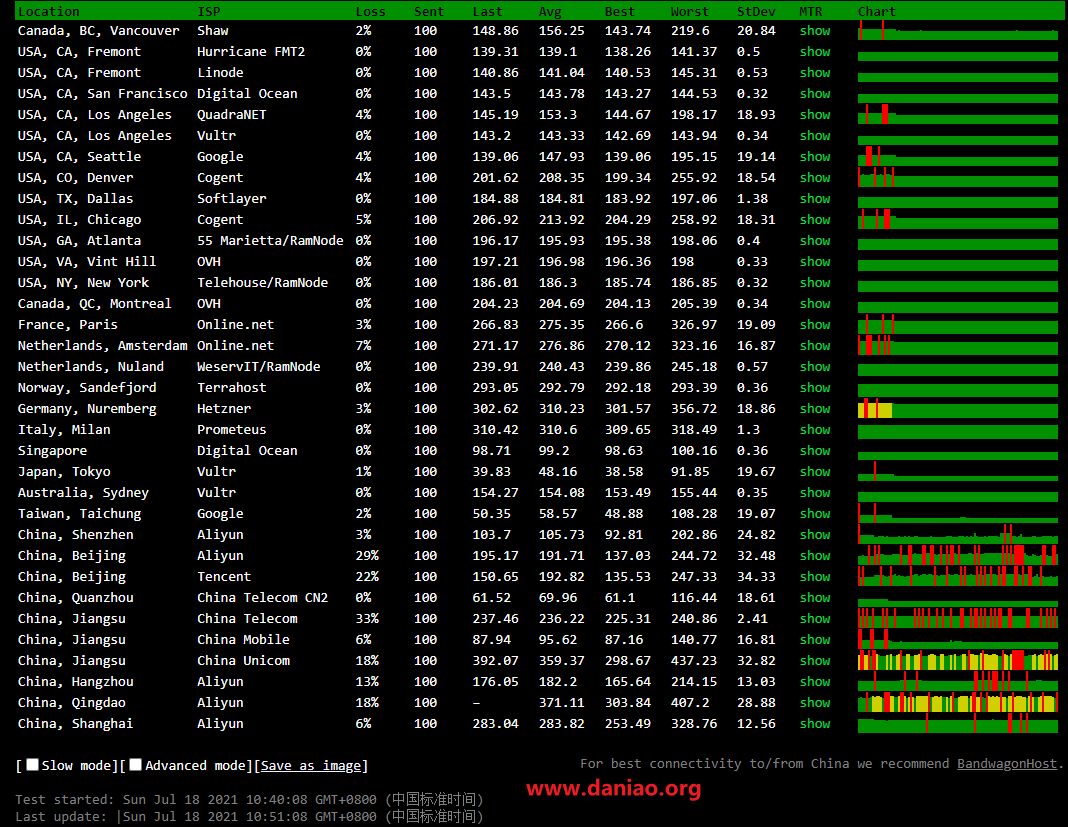 Location ISP Loss Sent Last Avg Best Worst StDev MTR Chart
Canada, BC, Vancouver Shaw 2% 100 148.86 156.25 143.74 219.6 20.84 show
USA, CA, Fremont Hurricane FMT2 0% 100 139.31 139.1 138.26 141.37 0.5 show
USA, CA, Fremont Linode 0% 100 140.86 141.04 140.53 145.31 0.53 show
USA, CA, San Francisco Digital Ocean 0% 100 143.5 143.78 143.27 144.53 0.32 show
USA, CA, Los Angeles QuadraNET 4% 100 145.19 153.3 144.67 198.17 18.93 show
USA, CA, Los Angeles Vultr 0% 100 143.2 143.33 142.69 143.94 0.34 show
USA, CA, Seattle Google 4% 100 139.06 147.93 139.06 195.15 19.14 show
USA, CO, Denver Cogent 4% 100 201.62 208.35 199.34 255.92 18.54 show
USA, TX, Dallas Softlayer 0% 100 184.88 184.81 183.92 197.06 1.38 show
USA, IL, Chicago Cogent 5% 100 206.92 213.92 204.29 258.92 18.31 show
USA, GA, Atlanta 55 Marietta/RamNode 0% 100 196.17 195.93 195.38 198.06 0.4 show
USA, VA, Vint Hill OVH 0% 100 197.21 196.98 196.36 198 0.33 show
USA, NY, New York Telehouse/RamNode 0% 100 186.01 186.3 185.74 186.85 0.32 show
Canada, QC, Montreal OVH 0% 100 204.23 204.69 204.13 205.39 0.34 show
France, Paris Online.net 3% 100 266.83 275.35 266.6 326.97 19.09 show
Netherlands, Amsterdam Online.net 7% 100 271.17 276.86 270.12 323.16 16.87 show
Netherlands, Nuland WeservIT/RamNode 0% 100 239.91 240.43 239.86 245.18 0.57 show
Norway, Sandefjord Terrahost 0% 100 293.05 292.79 292.18 293.39 0.36 show
Germany, Nuremberg Hetzner 3% 100 302.62 310.23 301.57 356.72 18.86 show
Italy, Milan Prometeus 0% 100 310.42 310.6 309.65 318.49 1.3 show
Singapore Digital Ocean 0% 100 98.71 99.2 98.63 100.16 0.36 show
Japan, Tokyo Vultr 1% 100 39.83 48.16 38.58 91.85 19.67 show
Australia, Sydney Vultr 0% 100 154.27 154.08 153.49 155.44 0.35 show
Taiwan, Taichung Google 2% 100 50.35 58.57 48.88 108.28 19.07 show
China, Shenzhen Aliyun 3% 100 103.7 105.73 92.81 202.86 24.82 show
China, Beijing Aliyun 29% 100 195.17 191.71 137.03 244.72 32.48 show
China, Beijing Tencent 22% 100 150.65 192.82 135.53 247.33 34.33 show
China, Quanzhou China Telecom CN2 0% 100 61.52 69.96 61.1 116.44 18.61 show
China, Jiangsu China Telecom 33% 100 237.46 236.22 225.31 240.86 2.41 show
China, Jiangsu China Mobile 6% 100 87.94 95.62 87.16 140.77 16.81 show
China, Jiangsu China Unicom 18% 100 392.07 359.37 298.67 437.23 32.82 show
China, Hangzhou Aliyun 13% 100 176.05 182.2 165.64 214.15 13.03 show
China, Qingdao Aliyun 18% 100 – 371.11 303.84 407.2 28.88 show
China, Shanghai Aliyun 6% 100 283.04 283.82 253.49 328.76 12.56 show
[ Slow mode][ Advanced mode][Save as image]
For best connectivity to/from China we recommend BandwagonHost.
www.daniao.org
Test started: Sun Jul 18 2021 10:40:08 GMT+0800 (中国标准时间)
Last update: |Sun Jul 18 2021 10:51:08 GMT+0800 (中国标准时间)